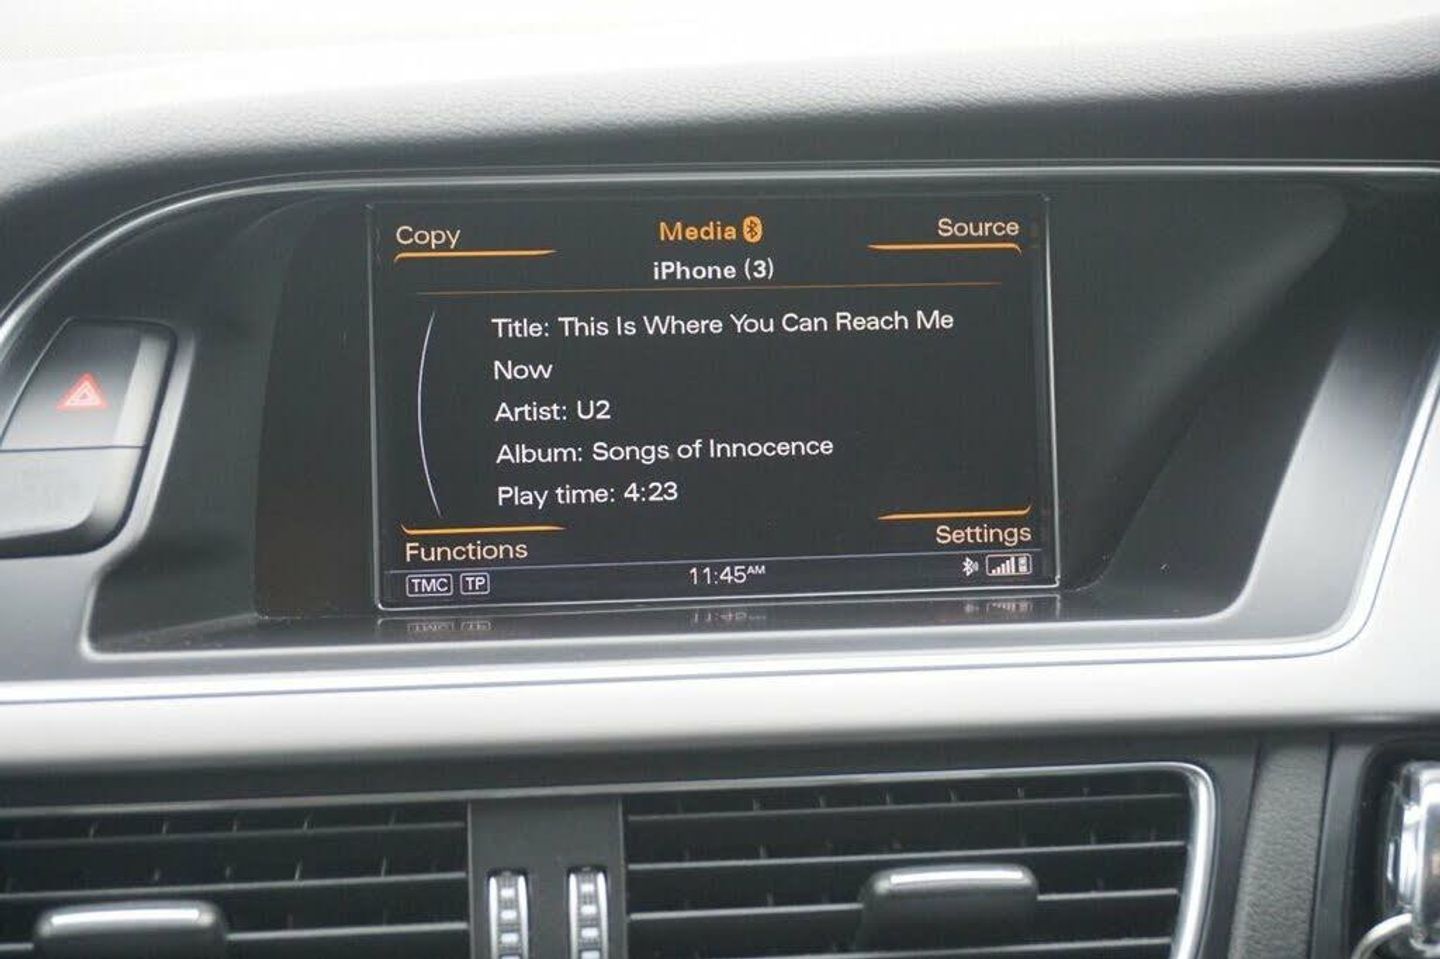 Copy Media Source
iPhone (3)
Title: This Is Where You Can Reach Me
Now
Artist: U2
Album: Songs of Innocence
Play time: 4:23
Functions Settings
TMC TP 11:45AM